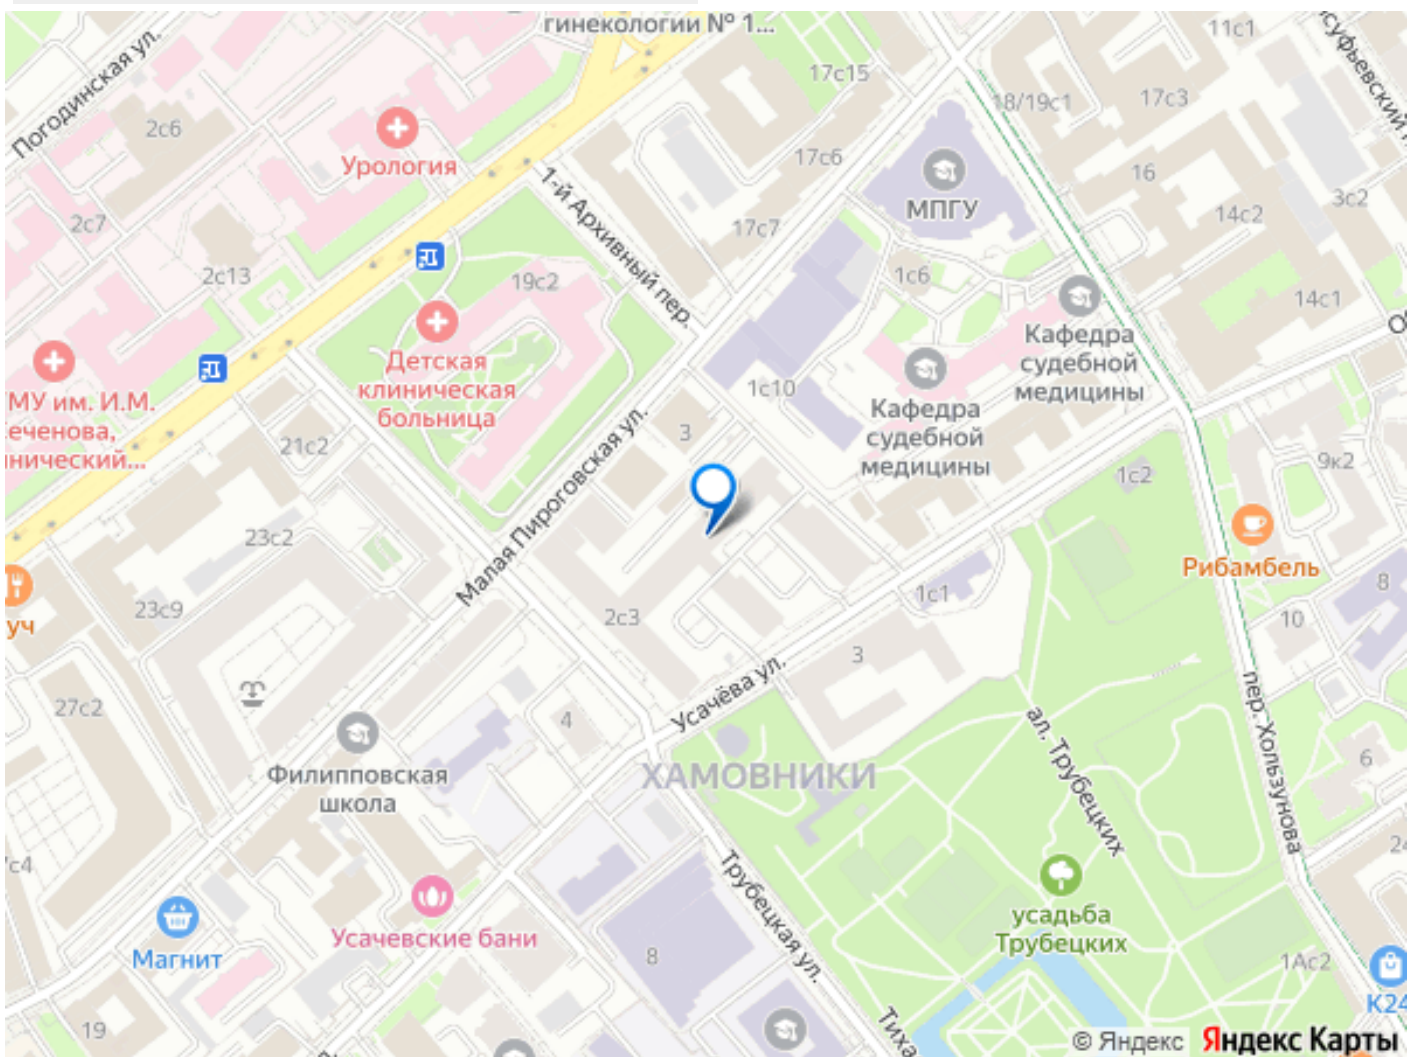 гинекологии № 1...
11с1
Погодинская ул.
17с15
18/19с1
17с3
2с6
Урология
17с6
16
1-й Архивный пер.
МПГУ
3с2
2с7
17с7
14с2
2с13
19с2
1с6
14с1
Кафедра
судебной
медицины
Детская
клиническая
больница
МУ им. И.М.
еченова,
нический...
1с10
Кафедра
судебной
медицины
21с2
3
Малая Пироговская ул.
9к2
1с2
23с2
Рибамбель
8
уч
23с9
2с3
1с1
10
3
Усачёва ул.
27с2
4
ал. Трубецких
пер. Хользунова
6
Филипповская
школа
ХАМОВНИКИ
с4
24
Трубецкая ул.
усадьба
Трубецких
Усачевские бани
Магнит
8
1Ас2
К24
19
Тиха
© Яндекс Яндекс Карты